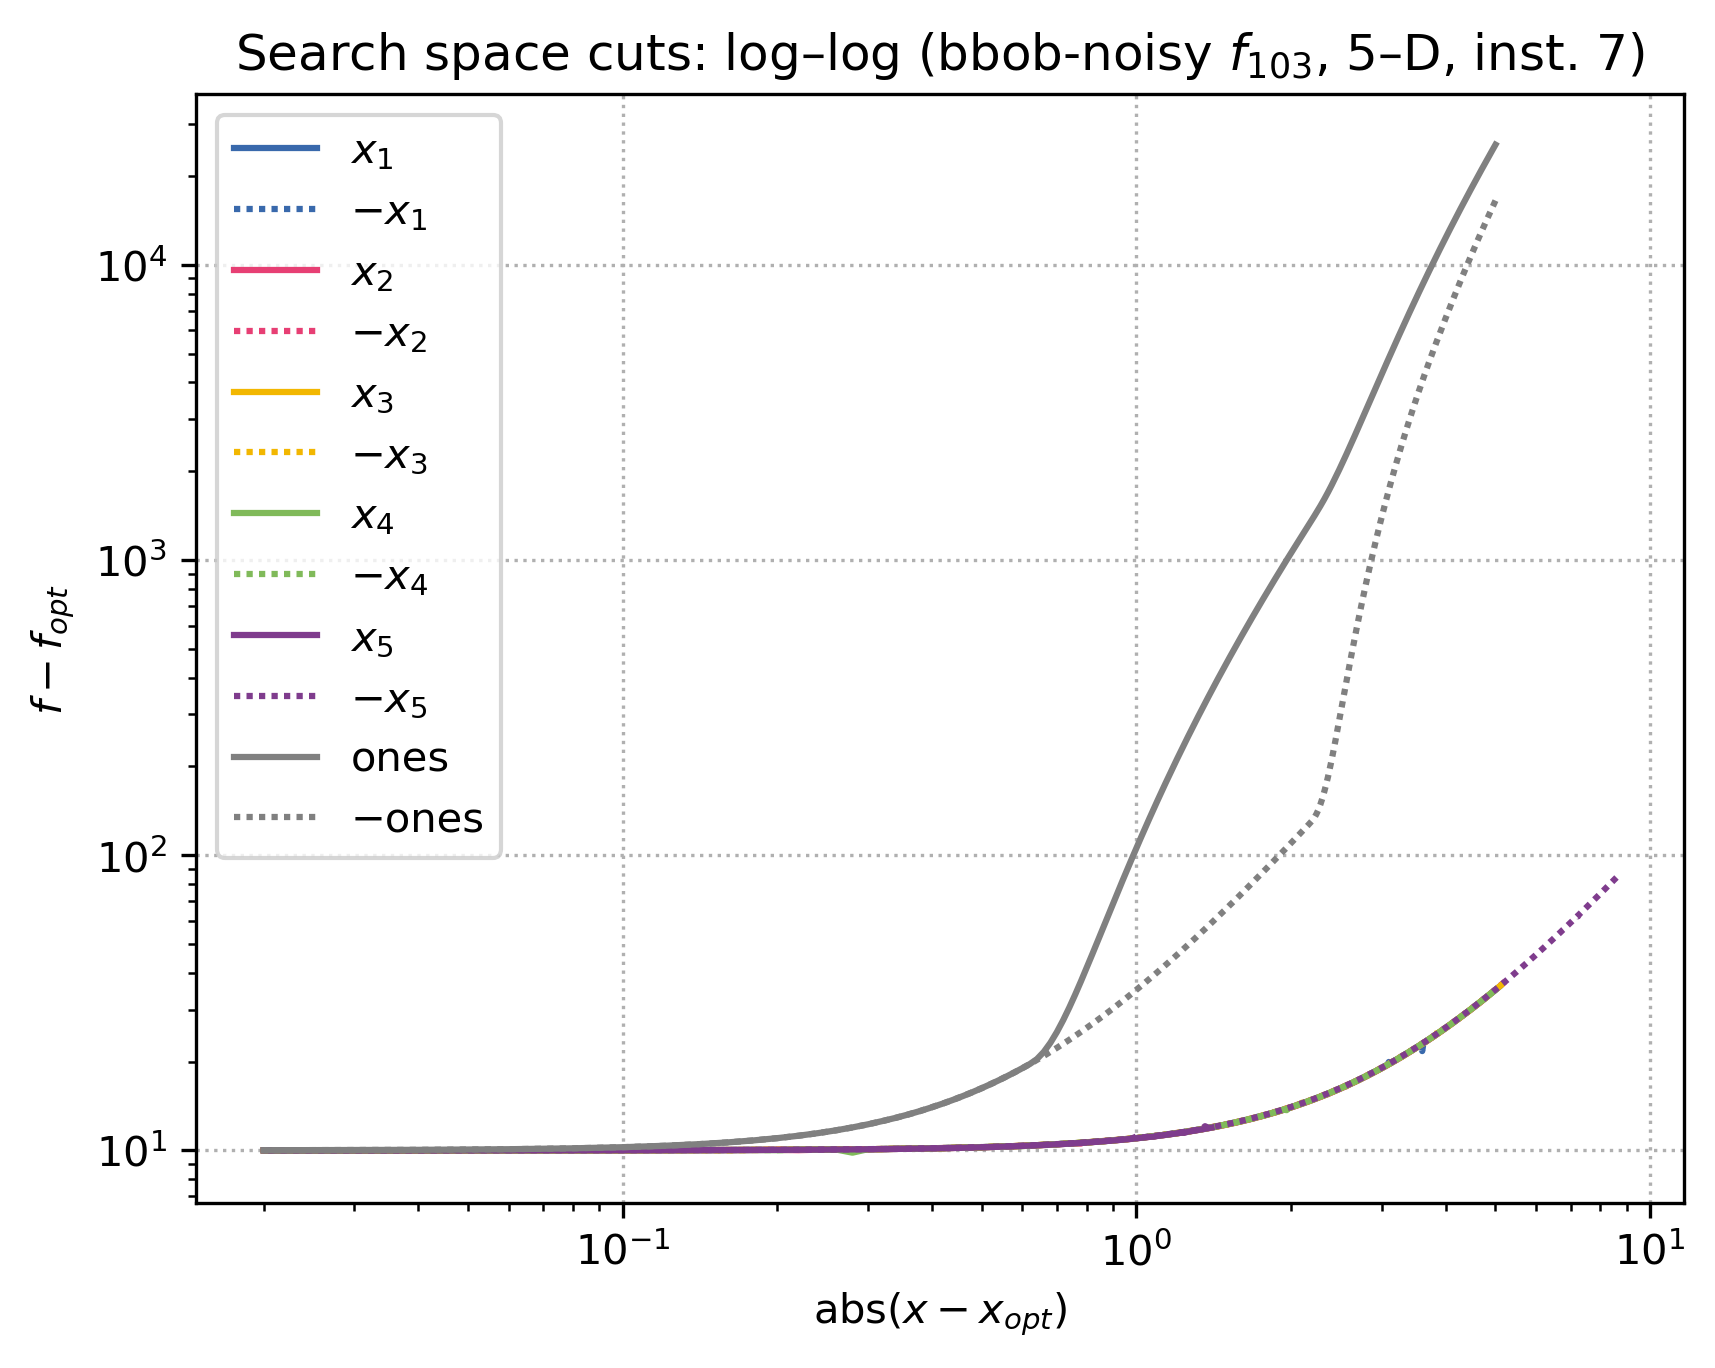 Search space cuts: log–log (bbob-noisy f103, 5–D, inst. 7)
x1
−x1
x2
−x2
x3
−x3
x4
−x4
x5
−x5
ones
−ones
f − fopt
10^4
10^3
10^2
10^1
10^−1
10^0
10^1
abs(x − xopt)